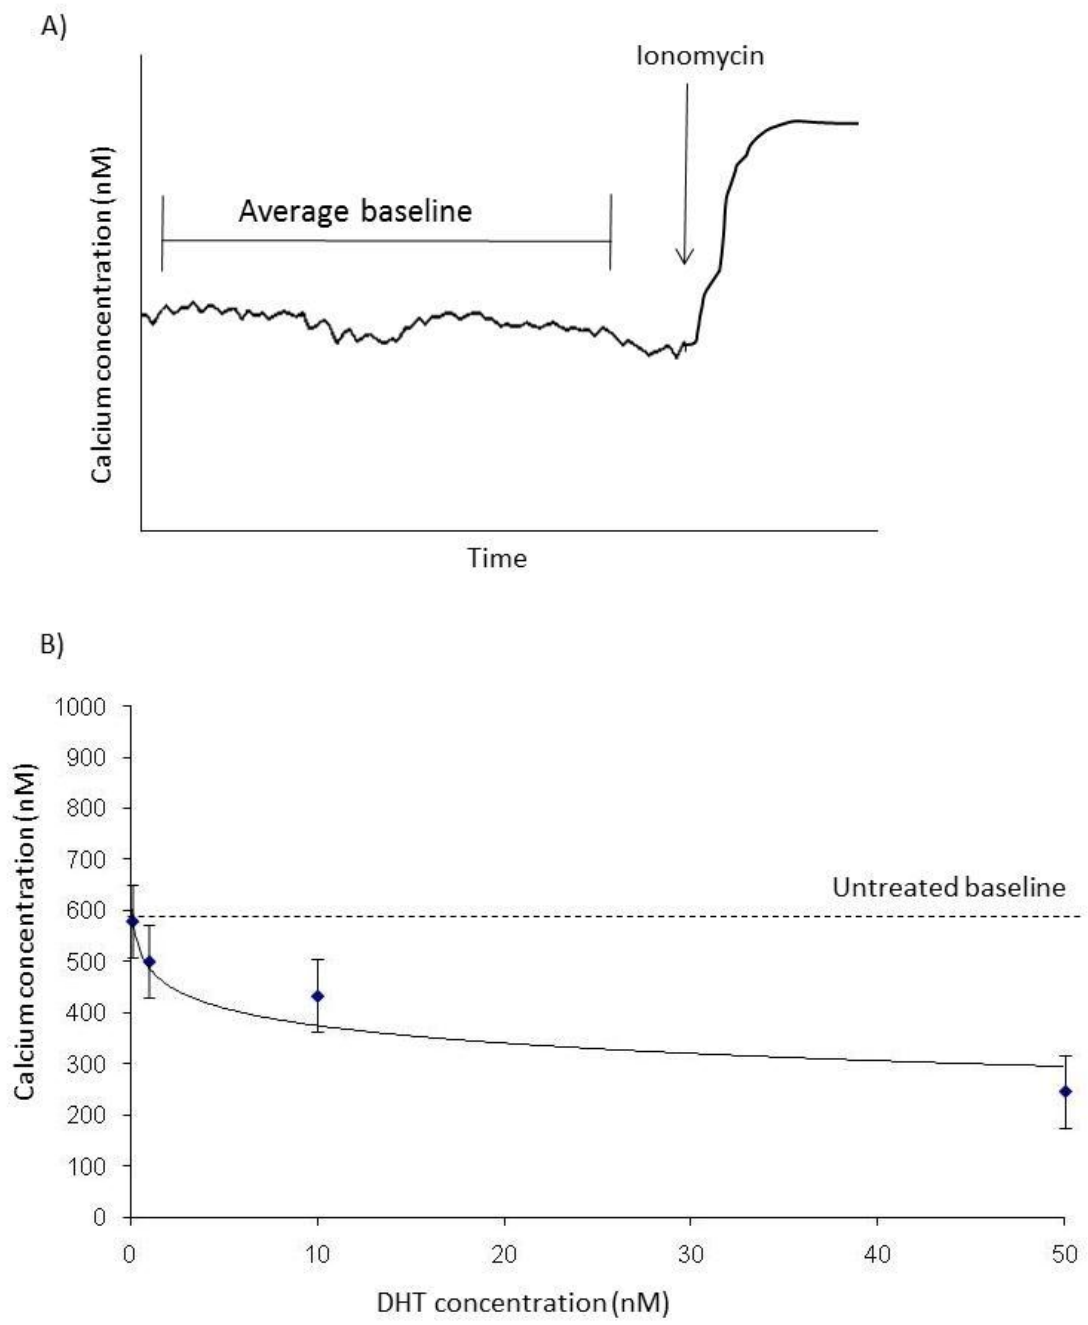 A)
Ionomycin
Calcium concentration (nM)
Average baseline
Time
B)
1000
900
800
700
600
500
400
300
200
100
0
Calcium concentration (nM)
Untreated baseline
0 10 20 30 40 50
DHT concentration (nM)